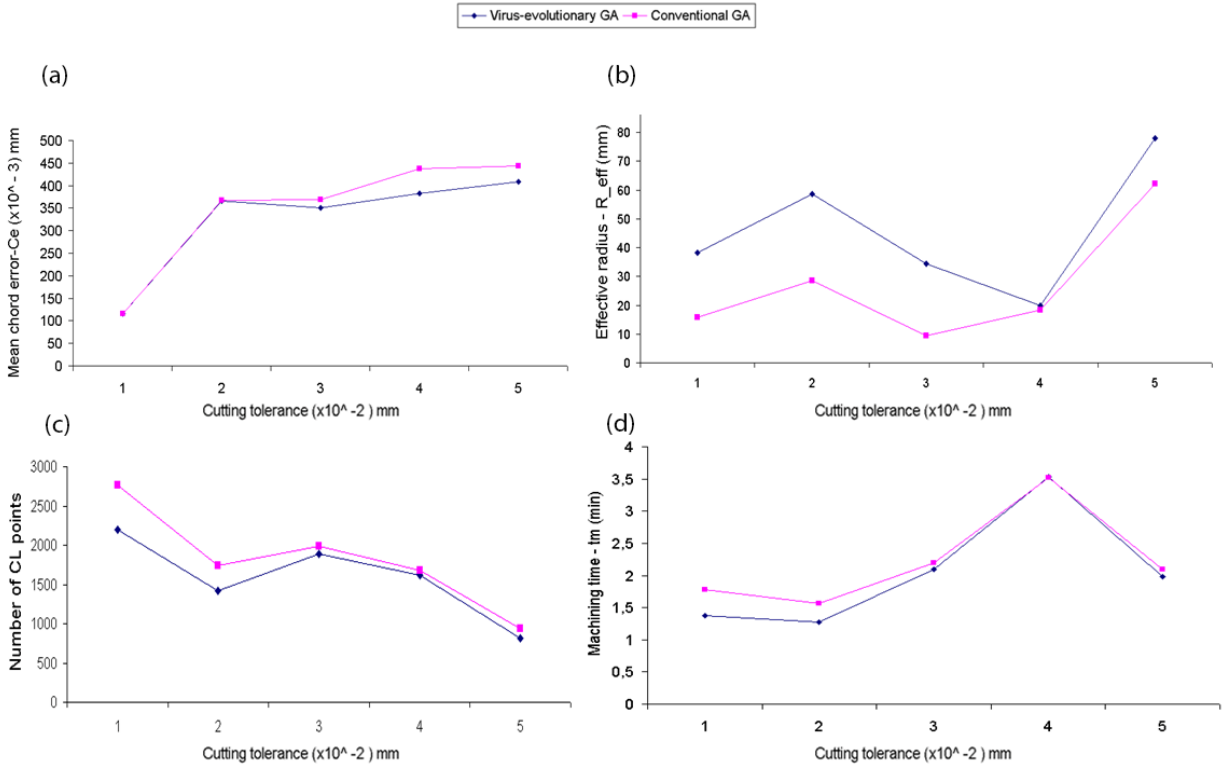 Virus-evolutionary GA
Conventional GA
(a)
Mean chord error-Ce (x10^ - 3) mm
500
450
400
350
300
250
200
150
100
50
0
1 2 3 4 5
Cutting tolerance (x10^ -2 ) mm
(b)
Effective radius - R_eff (mm)
80
70
60
50
40
30
20
10
0
1 2 3 4 5
Cutting tolerance (x10^ -2 ) mm
(c)
Number of CL points
3000
2500
2000
1500
1000
500
0
1 2 3 4 5
Cutting tolerance (x10^ -2 ) mm
(d)
Machining time - tm (min)
4
3,5
3
2,5
2
1,5
1
0,5
0
1 2 3 4 5
Cutting tolerance (x10^ -2 ) mm